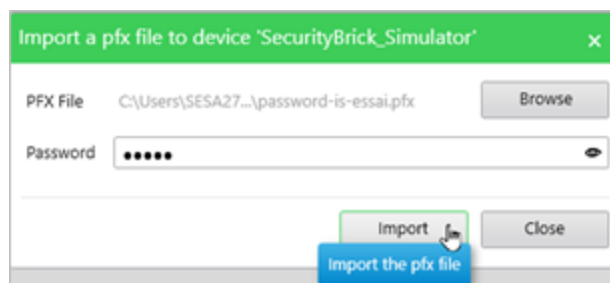 Import a pfx file to device 'SecurityBrick_Simulator'
PFX File C:\Users\SESA27...\password-is-essai.pfx Browse
Password •••••
Import Close
Import the pfx file